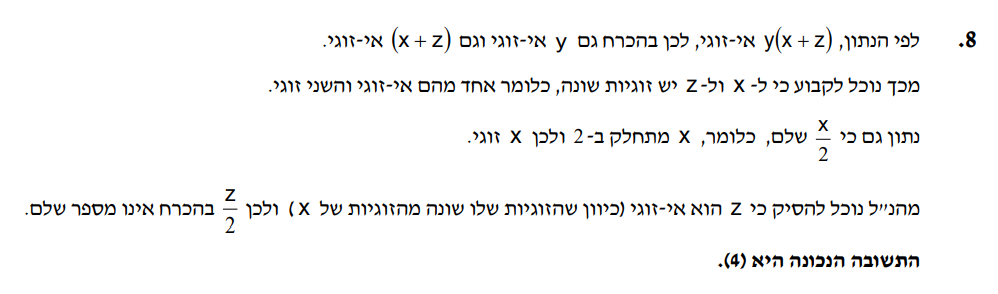 8. לפי הנתון, y(x + z) אי-זוגי, לכן בהכרח גם y אי-זוגי וגם (x + z) אי-זוגי.
מכך נוכל לקבוע כי ל- x ול-z יש זוגיות שונה, כלומר אחד מהם אי-זוגי והשני זוגי.
נתון גם כי x/2 שלם, כלומר, x מתחלק ב-2 ולכן x זוגי.
מהנ״ל נוכל להסיק כי z הוא אי-זוגי (כיוון שהזוגיות שלו שונה מהזוגיות של x) ולכן z/2 בהכרח אינו מספר שלם.
התשובה הנכונה היא (4).